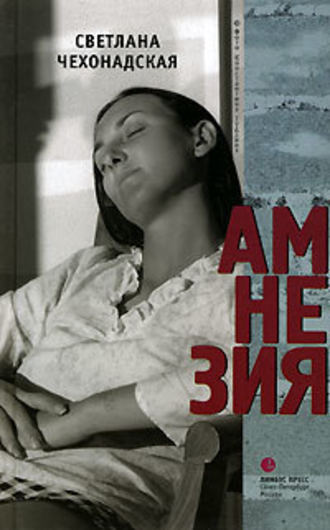 СВЕТЛАНА
ЧЕХОНАДСКАЯ
АМ
НЕ
ЗИЯ
ЛИМБУС ПРЕСС
Санкт-Петербург
Москва